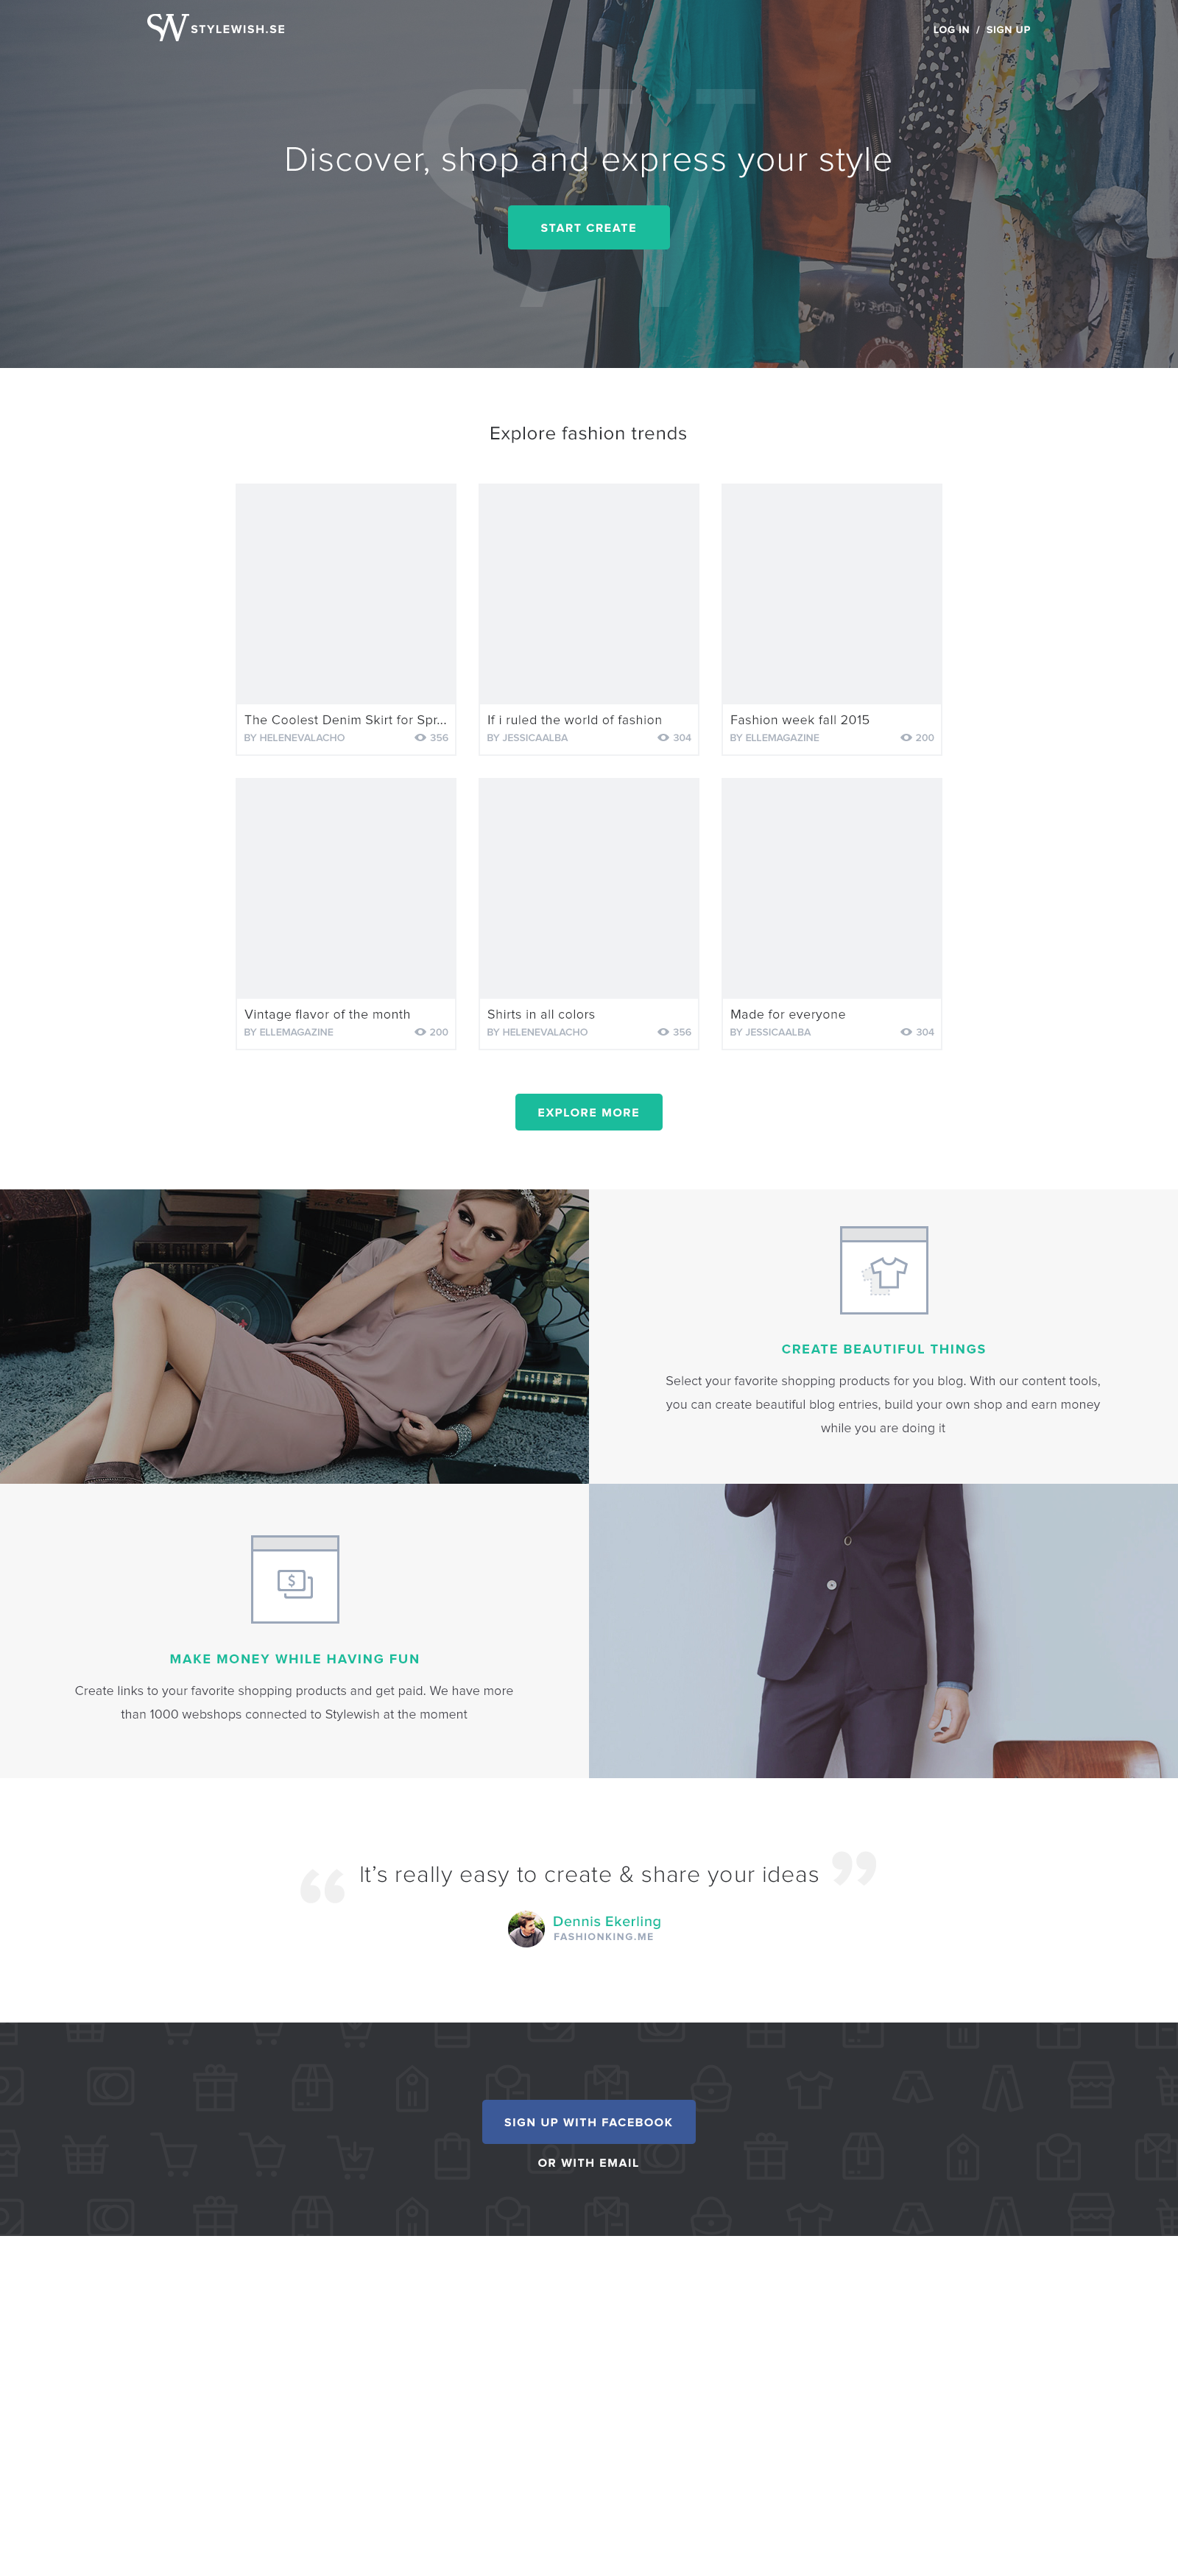 SW STYLEWISH.SE
LOG IN / SIGN UP
SW
Discover, shop and express your style
START CREATE
Explore fashion trends
The Coolest Denim Skirt for Spr...
BY HELENEVALACHO 356
If i ruled the world of fashion
BY JESSICAALBA 304
Fashion week fall 2015
BY ELLEMAGAZINE 200
Vintage flavor of the month
BY ELLEMAGAZINE 200
Shirts in all colors
BY HELENEVALACHO 356
Made for everyone
BY JESSICAALBA 304
EXPLORE MORE
CREATE BEAUTIFUL THINGS
Select your favorite shopping products for you blog. With our content tools,
you can create beautiful blog entries, build your own shop and earn money
while you are doing it
$
MAKE MONEY WHILE HAVING FUN
Create links to your favorite shopping products and get paid. We have more
than 1000 webshops connected to Stylewish at the moment
“ It’s really easy to create & share your ideas ”
Dennis Ekerling
FASHIONKING.ME
SIGN UP WITH FACEBOOK
OR WITH EMAIL